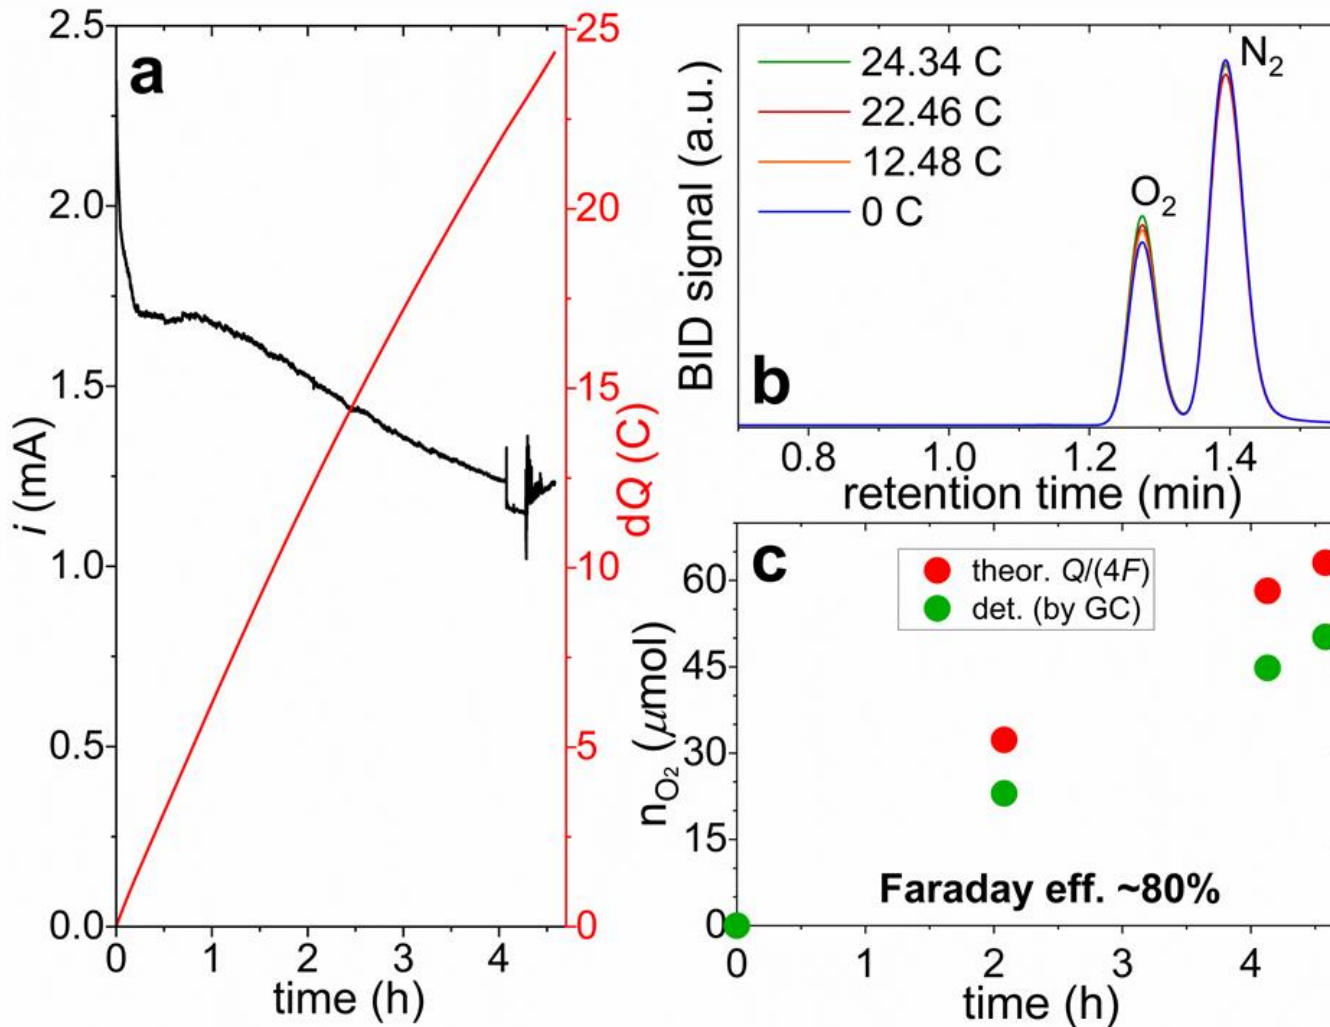 a
2.5
2.0
1.5
1.0
0.5
0.0
i (mA)
0 1 2 3 4
time (h)
25
20
15
10
5
0
dQ (C)
b
24.34 C
22.46 C
12.48 C
0 C
O2
N2
BID signal (a.u.)
0.8 1.0 1.2 1.4
retention time (min)
c
theor. Q/(4F)
det. (by GC)
60
45
30
15
0
nO2 (μmol)
Faraday eff. ~80%
0 1 2 3 4
time (h)